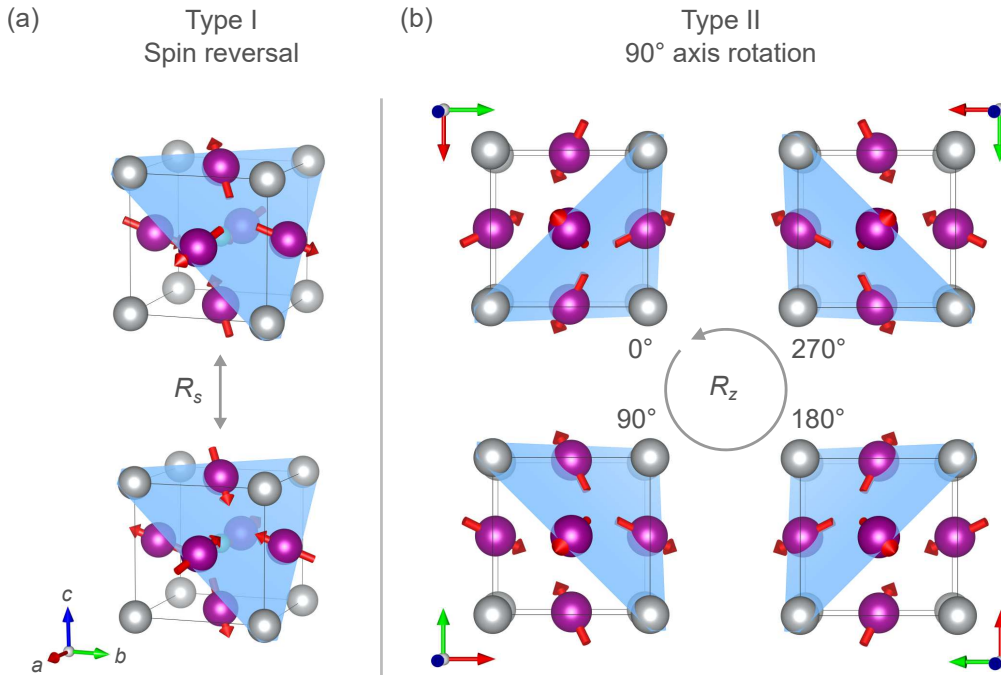 (a)
Type I
Spin reversal
R_s
c
a
b
(b)
Type II
90° axis rotation
0°
270°
R_z
90°
180°